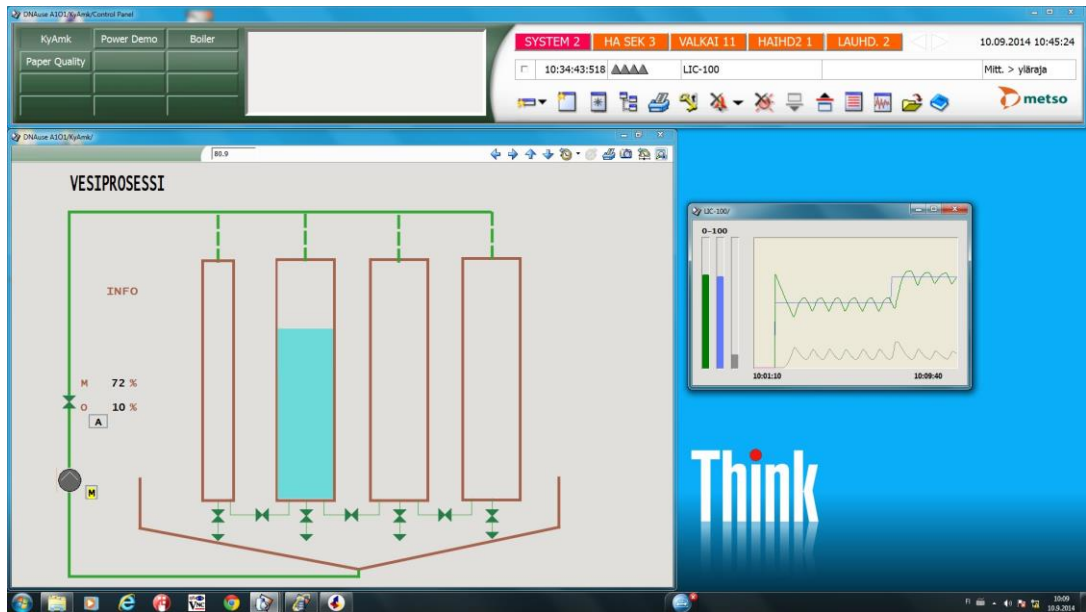 DNAuse A1O1/KyAmk/Control Panel
KyAmk Power Demo Boiler
Paper Quality
SYSTEM 2 HA SEK 3 VALKAI 11 HAIHD2 1 LAUHD. 2 10.09.2014 10:45:24
10:34:43:518 LIC-100 Mitt. > yläraja
metso
DNAuse A1O1/KyAmk/
80.9
VESIPROSESSI
INFO
M 72 %
O 10 %
A
M
LIC-100/
0-100
10:01:10 10:09:40
Think
10:09
10.9.2014